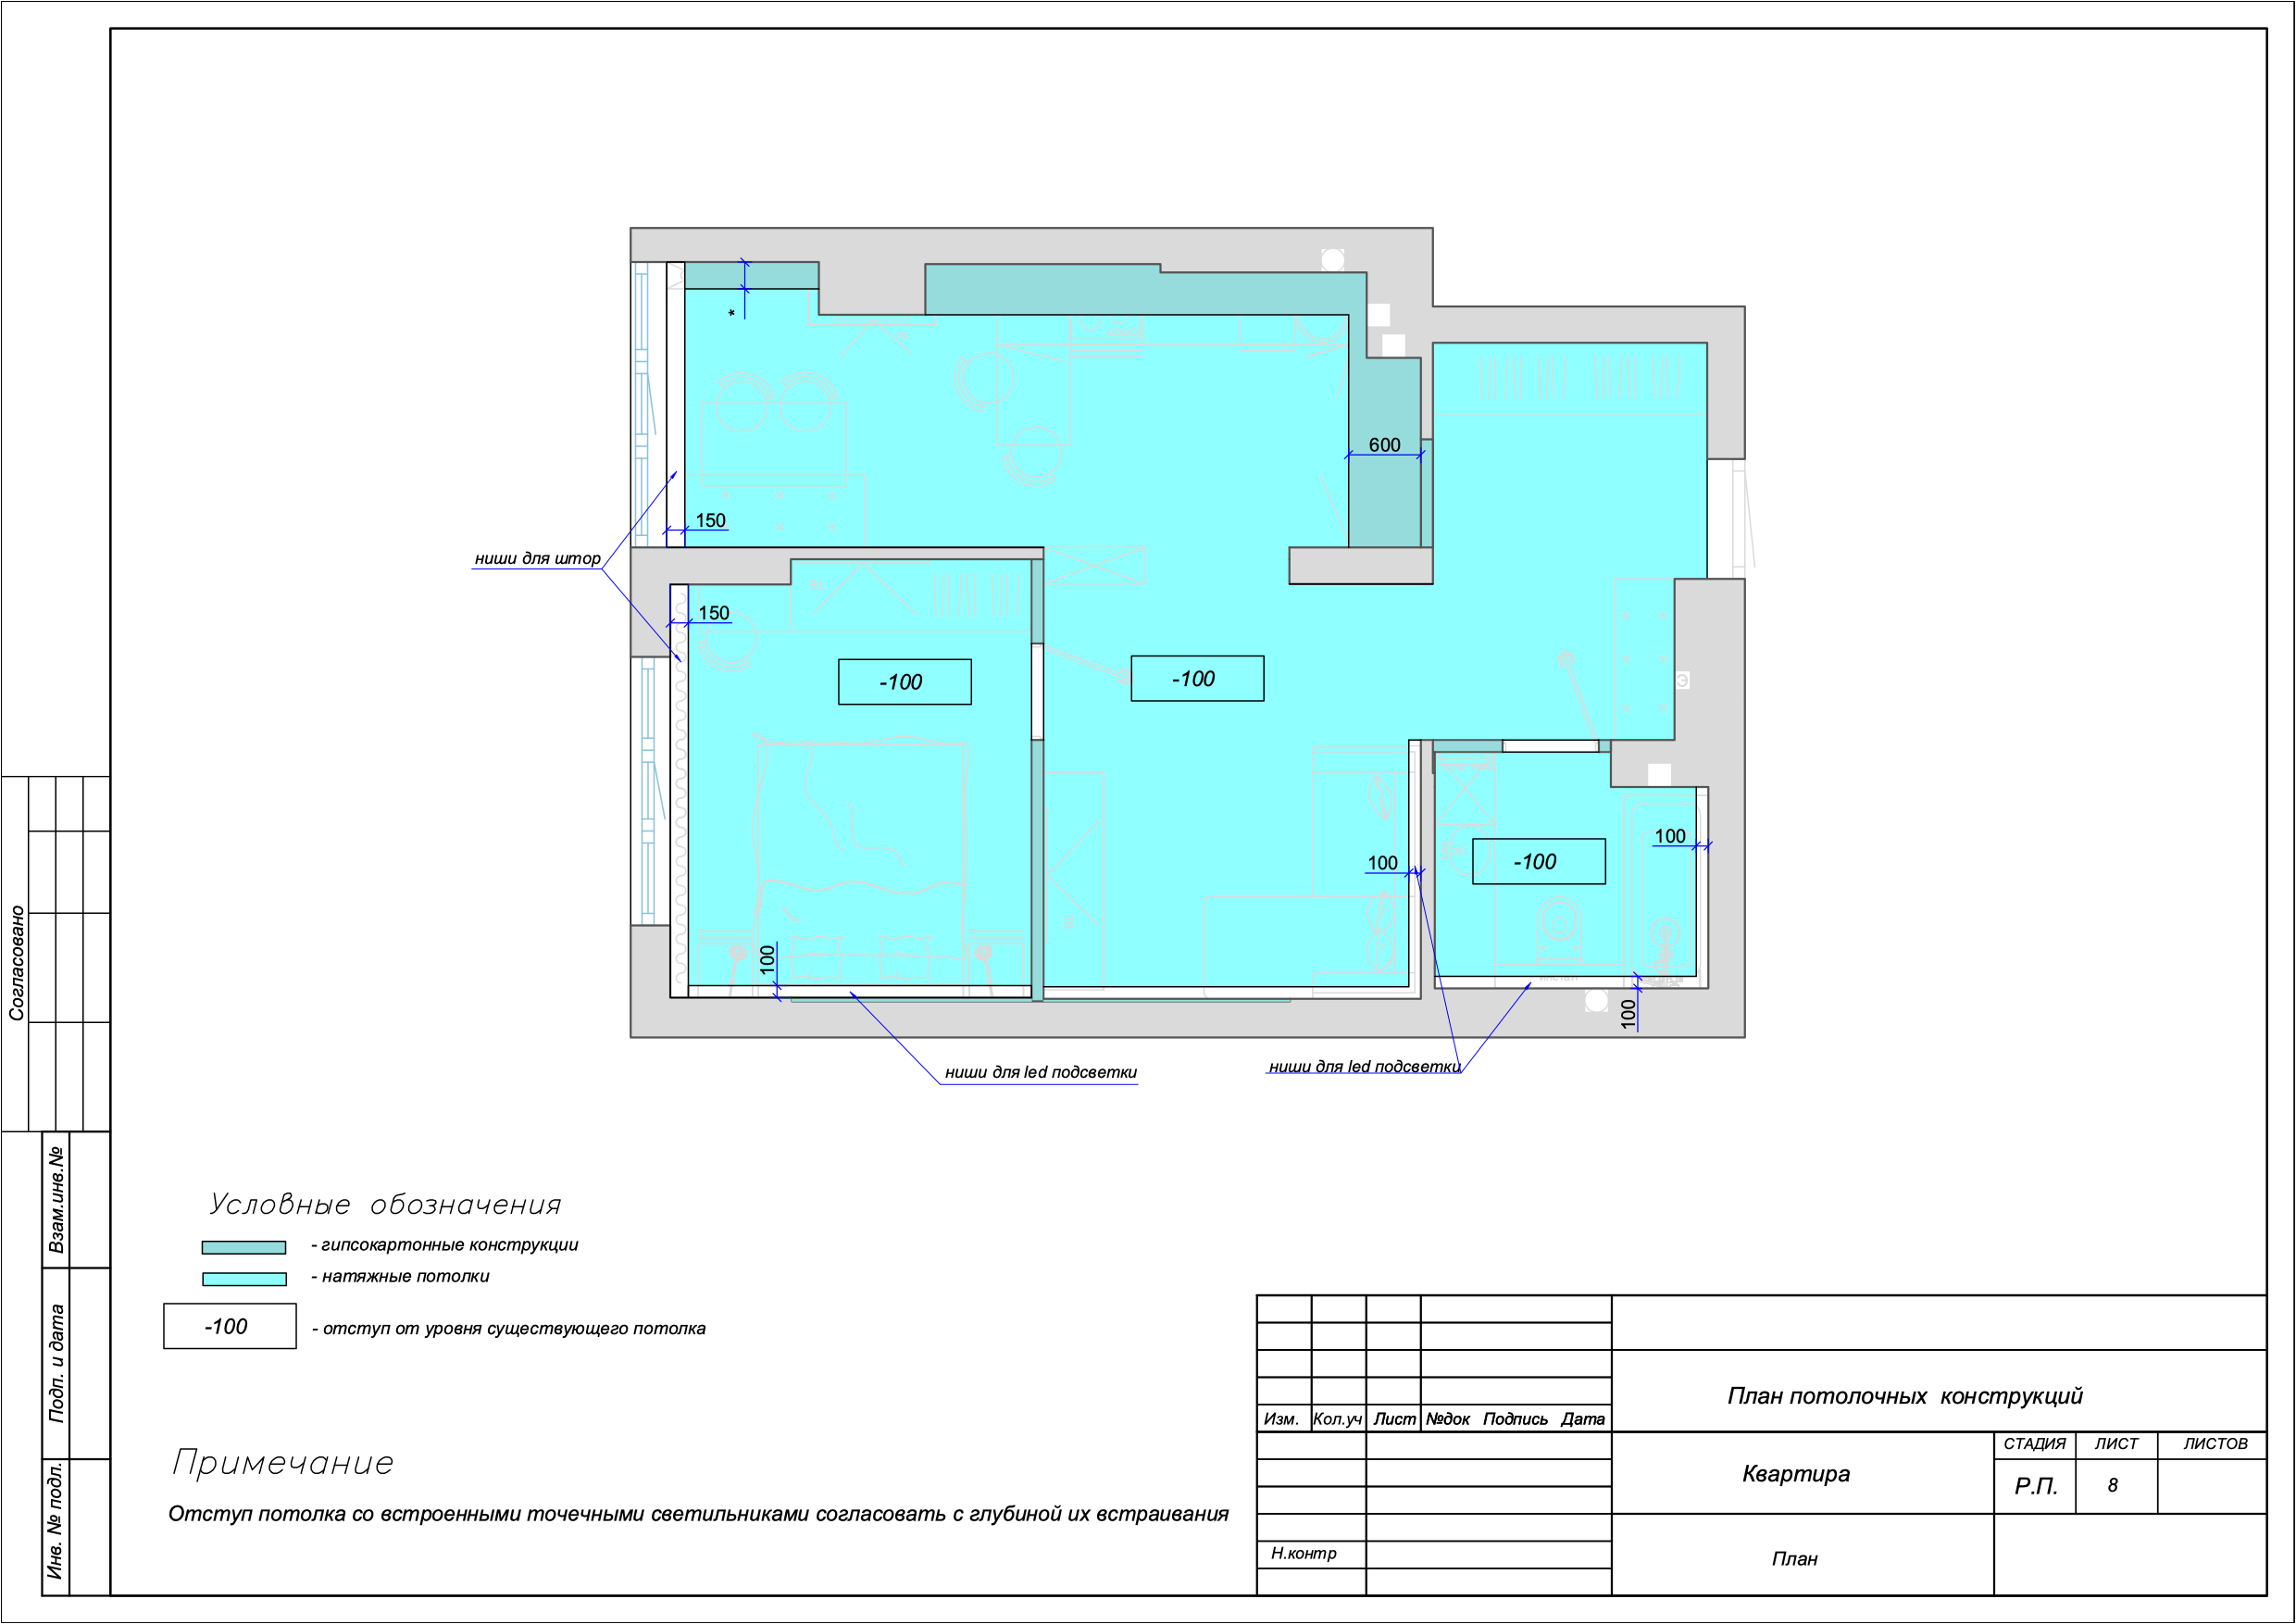 *
600
150
ниши для штор
150
-100
-100
100
100
-100
100
100
ниши для led подсветки
ниши для led подсветки
Согласовано
Взам.инв.№
Подп. и дата
Инв. № подл.
Условные обозначения
- гипсокартонные конструкции
- натяжные потолки
-100
- отступ от уровня существующего потолка
Примечание
Отступ потолка со встроенными точечными светильниками согласовать с глубиной их встраивания
План потолочных конструкций
Изм. Кол.уч Лист №док Подпись Дата
СТАДИЯ ЛИСТ ЛИСТОВ
Квартира
Р.П. 8
Н.контр
План